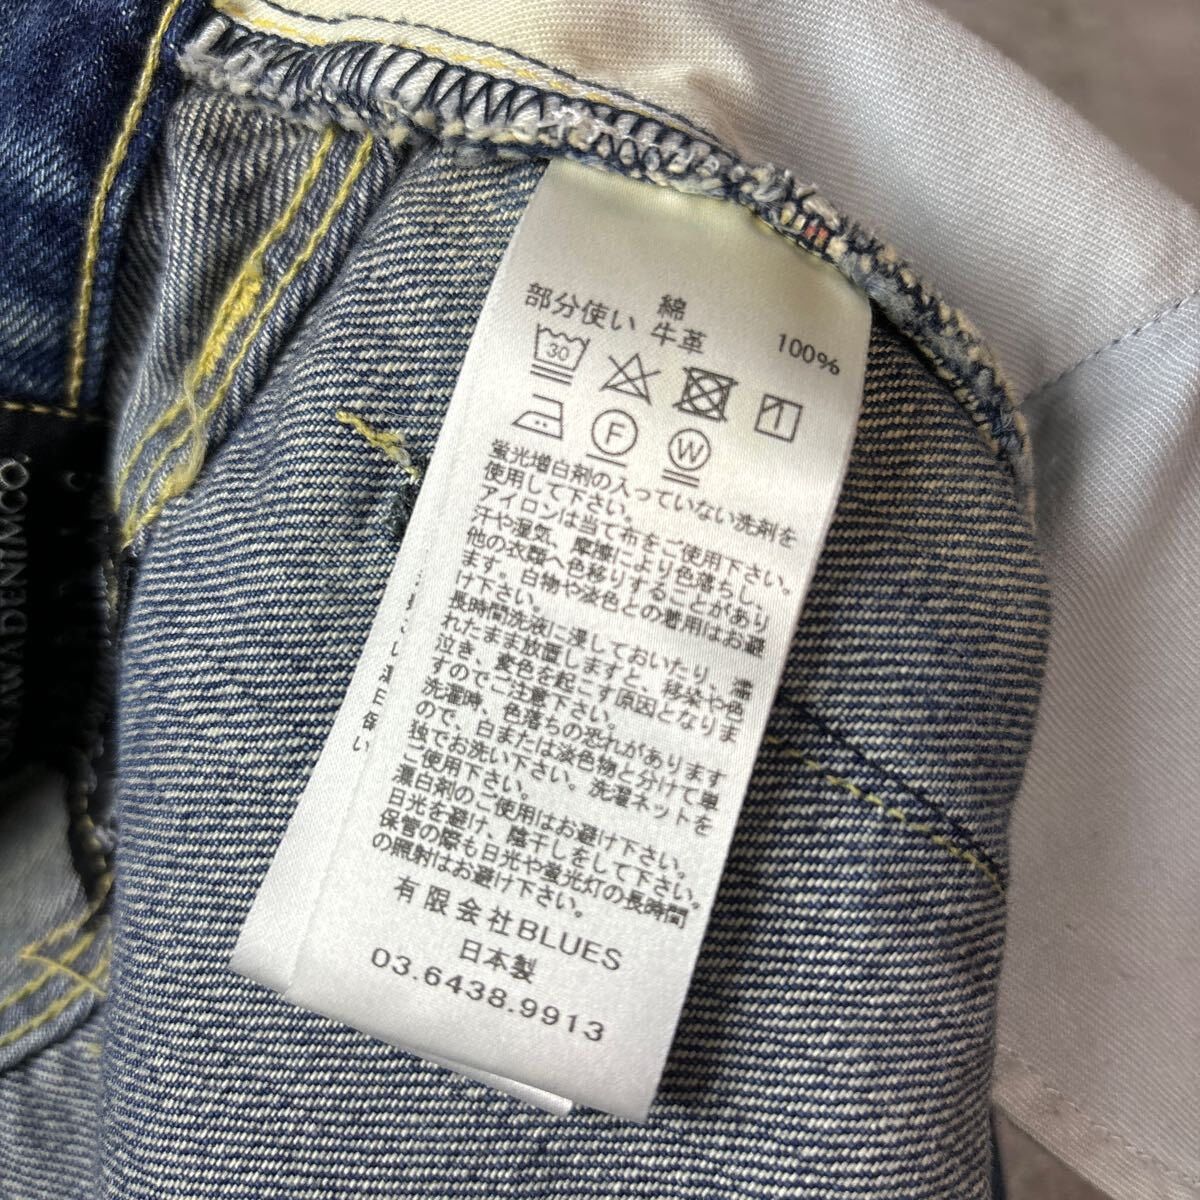 綿 100%
部分使い 牛革
30
F
W
蛍光増白剤の入っていない洗剤を
使用して下さい。
アイロンは当て布をご使用下さい。
汗や湿気、摩擦により色落ちし、
他の衣類へ色移りすることがあり
ます。白物や淡色との着用はお避
け下さい。
長時間洗液に浸しておいたり、濡
れたまま放置しますと、移染や色
泣き、変色を起こす原因となりま
すのでご注意下さい。
洗濯時、色落ちの恐れがあります
ので、白または淡色物と分けて単
独でお洗い下さい。洗濯ネットを
ご使用下さい。
漂白剤のご使用はお避け下さい。
日光を避け、陰干しをして下さい。
保管の際も日光や蛍光灯の長時間
の照射はお避け下さい。
有限会社BLUES
日本製
03.6438.9913
AWADENIMCO.